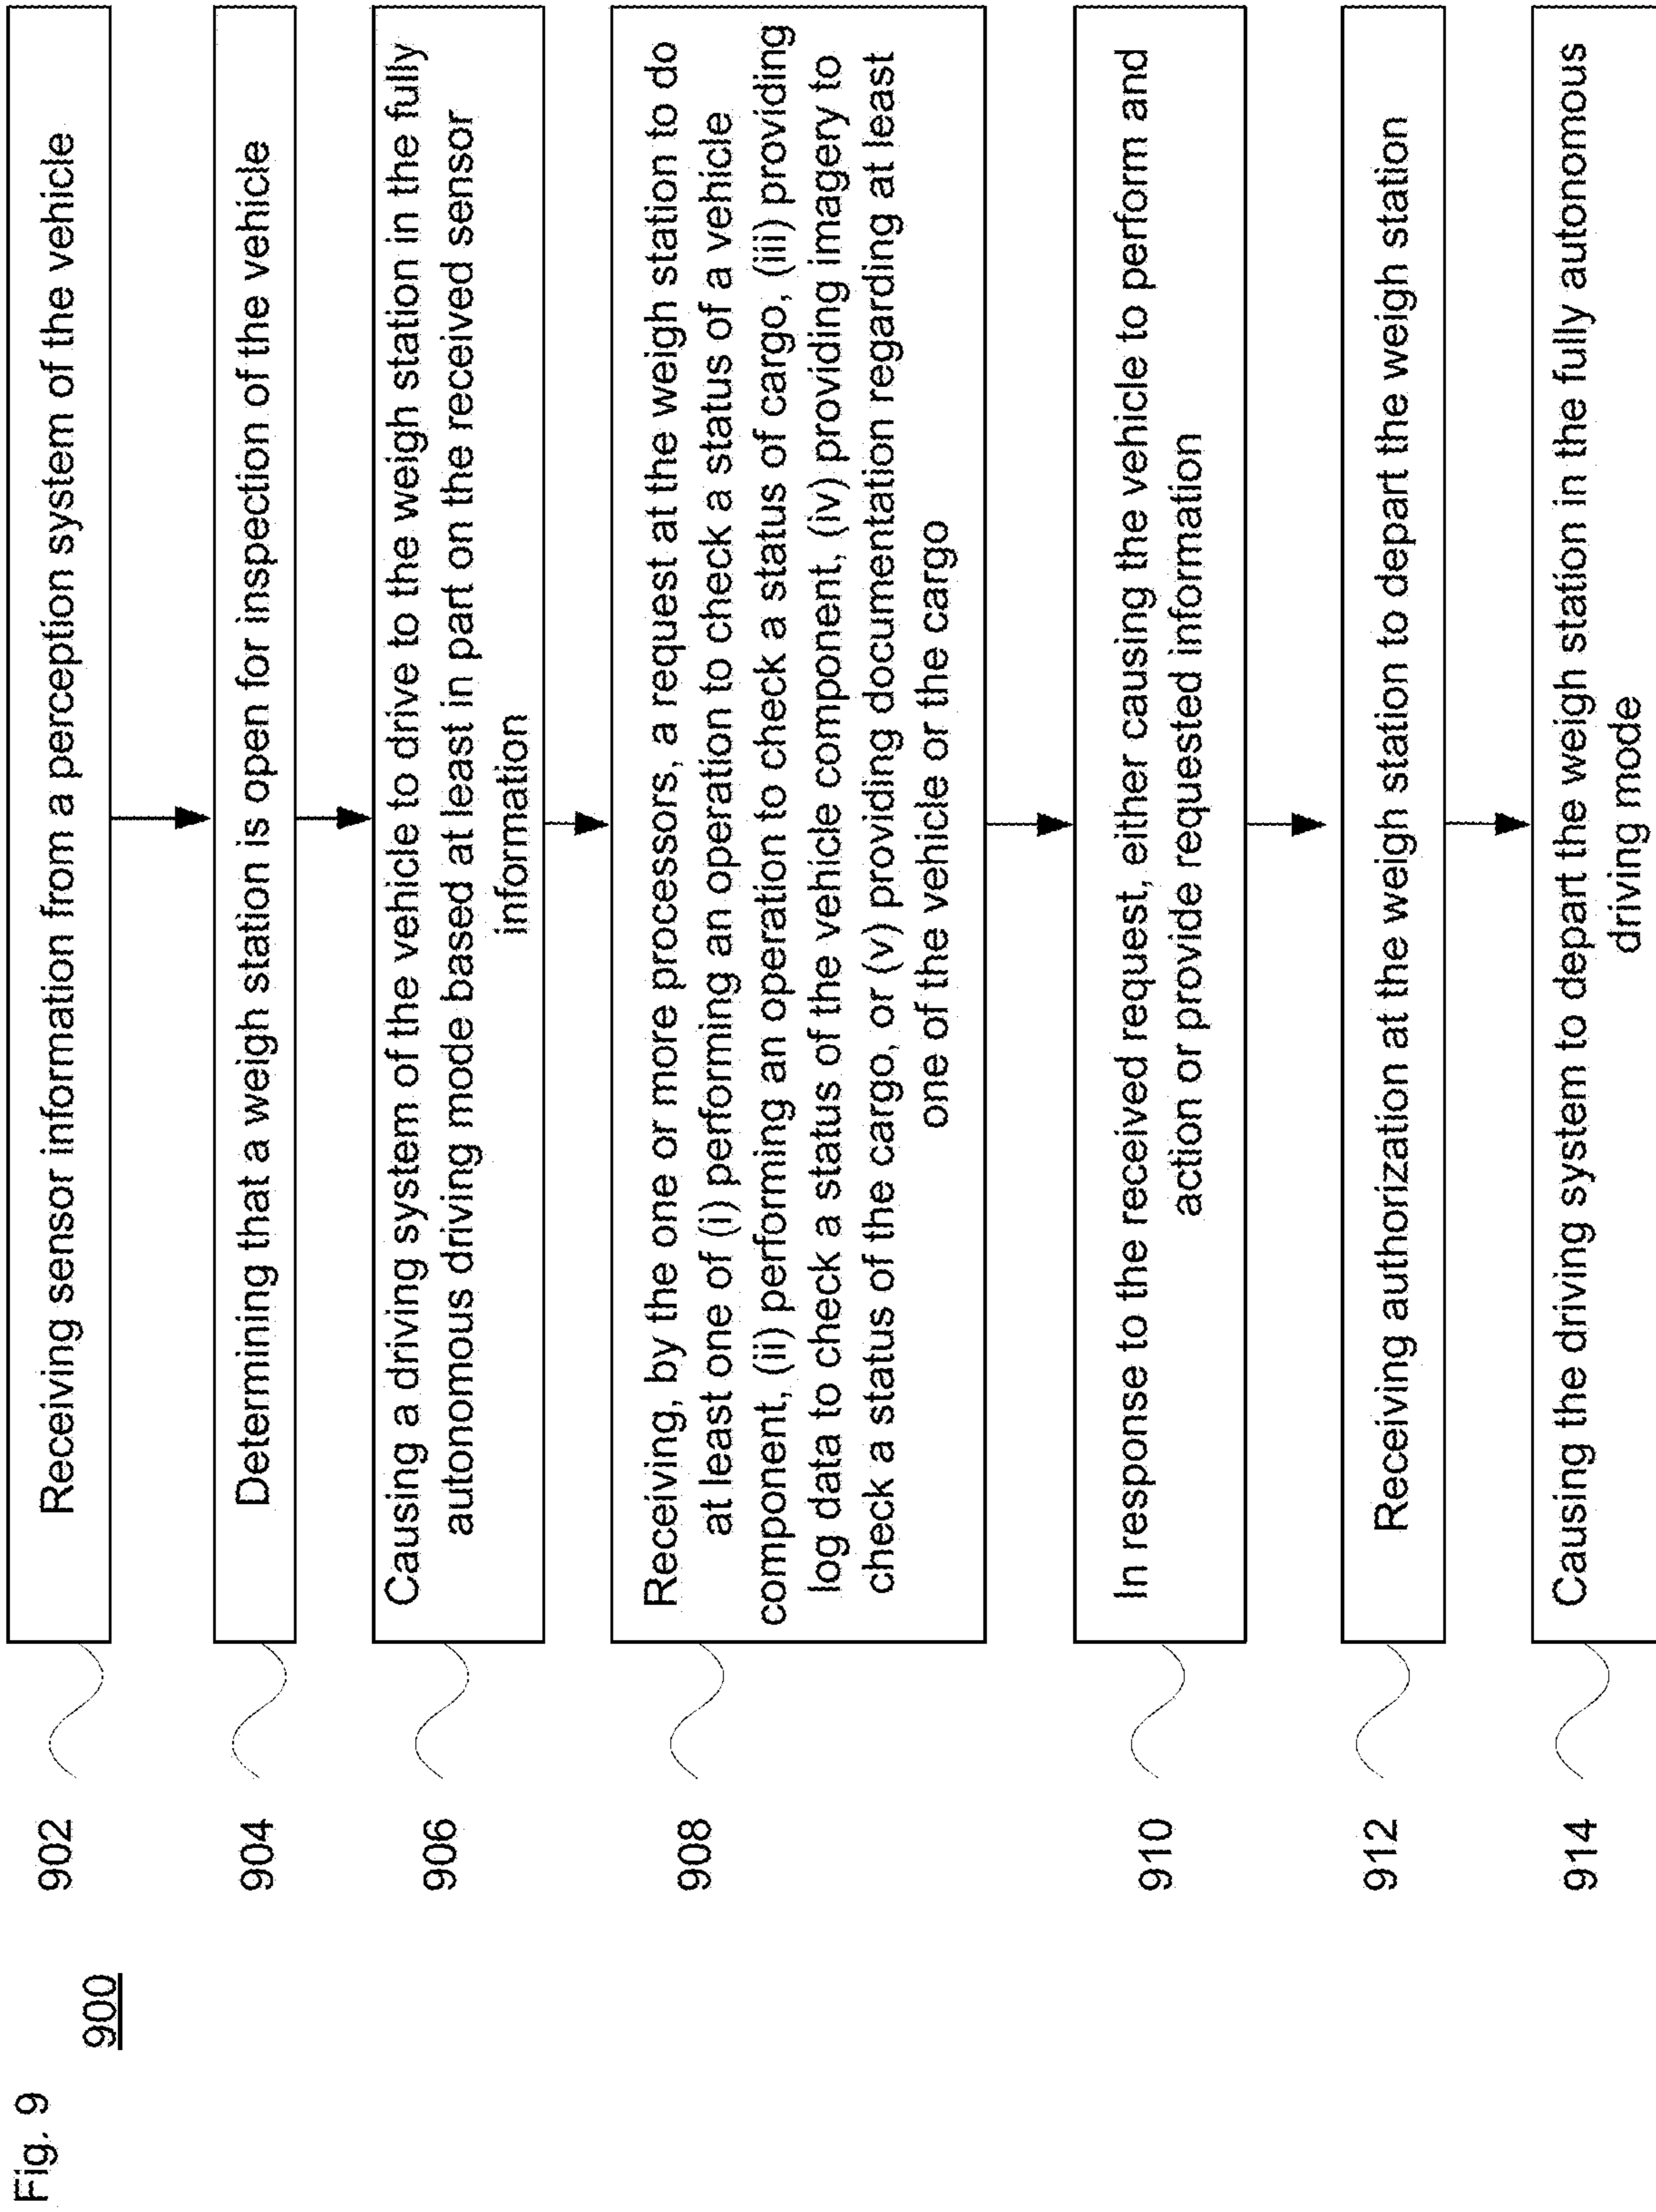 Fig. 9
900
902
Receiving sensor information from a perception system of the vehicle
904
Determining that a weigh station is open for inspection of the vehicle
906
Causing a driving system of the vehicle to drive to the weigh station in the fully
autonomous driving mode based at least in part on the received sensor
information
908
Receiving, by the one or more processors, a request at the weigh station to do
at least one of (i) performing an operation to check a status of a vehicle
component, (ii) performing an operation to check a status of cargo, (iii) providing
log data to check a status of the vehicle component, (iv) providing imagery to
check a status of the cargo, or (v) providing documentation regarding at least
one of the vehicle or the cargo
910
In response to the received request, either causing the vehicle to perform and
action or provide requested information
912
Receiving authorization at the weigh station to depart the weigh station
914
Causing the driving system to depart the weigh station in the fully autonomous
driving mode